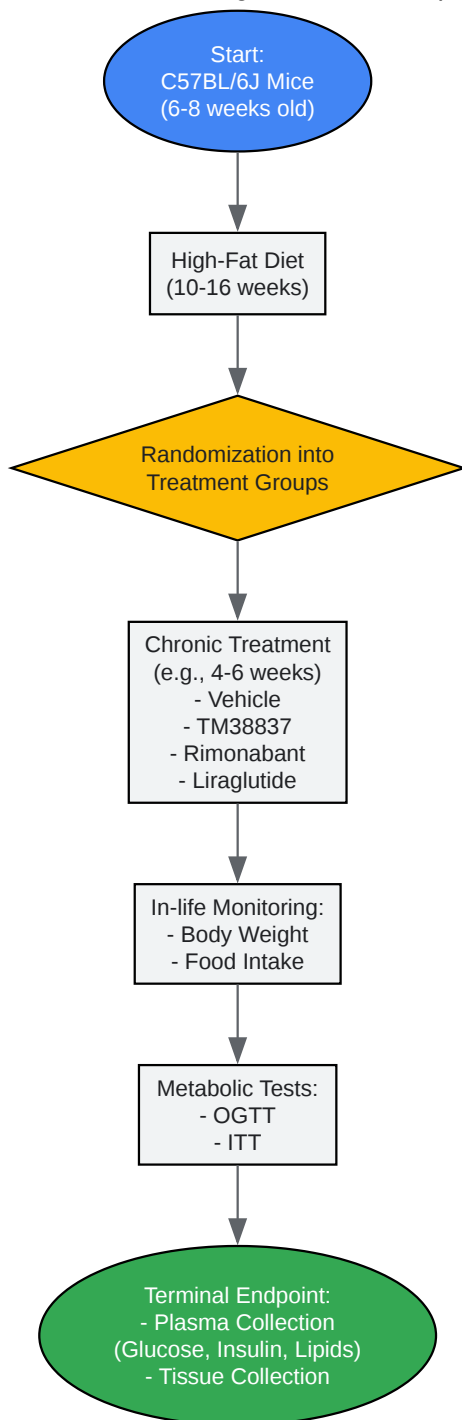 Start:
C57BL/6J Mice
(6-8 weeks old)
High-Fat Diet
(10-16 weeks)
Randomization into
Treatment Groups
Chronic Treatment
(e.g., 4-6 weeks)
- Vehicle
- TM38837
- Rimonabant
- Liraglutide
In-life Monitoring:
- Body Weight
- Food Intake
Metabolic Tests:
- OGTT
- ITT
Terminal Endpoint:
- Plasma Collection
(Glucose, Insulin, Lipids)
- Tissue Collection